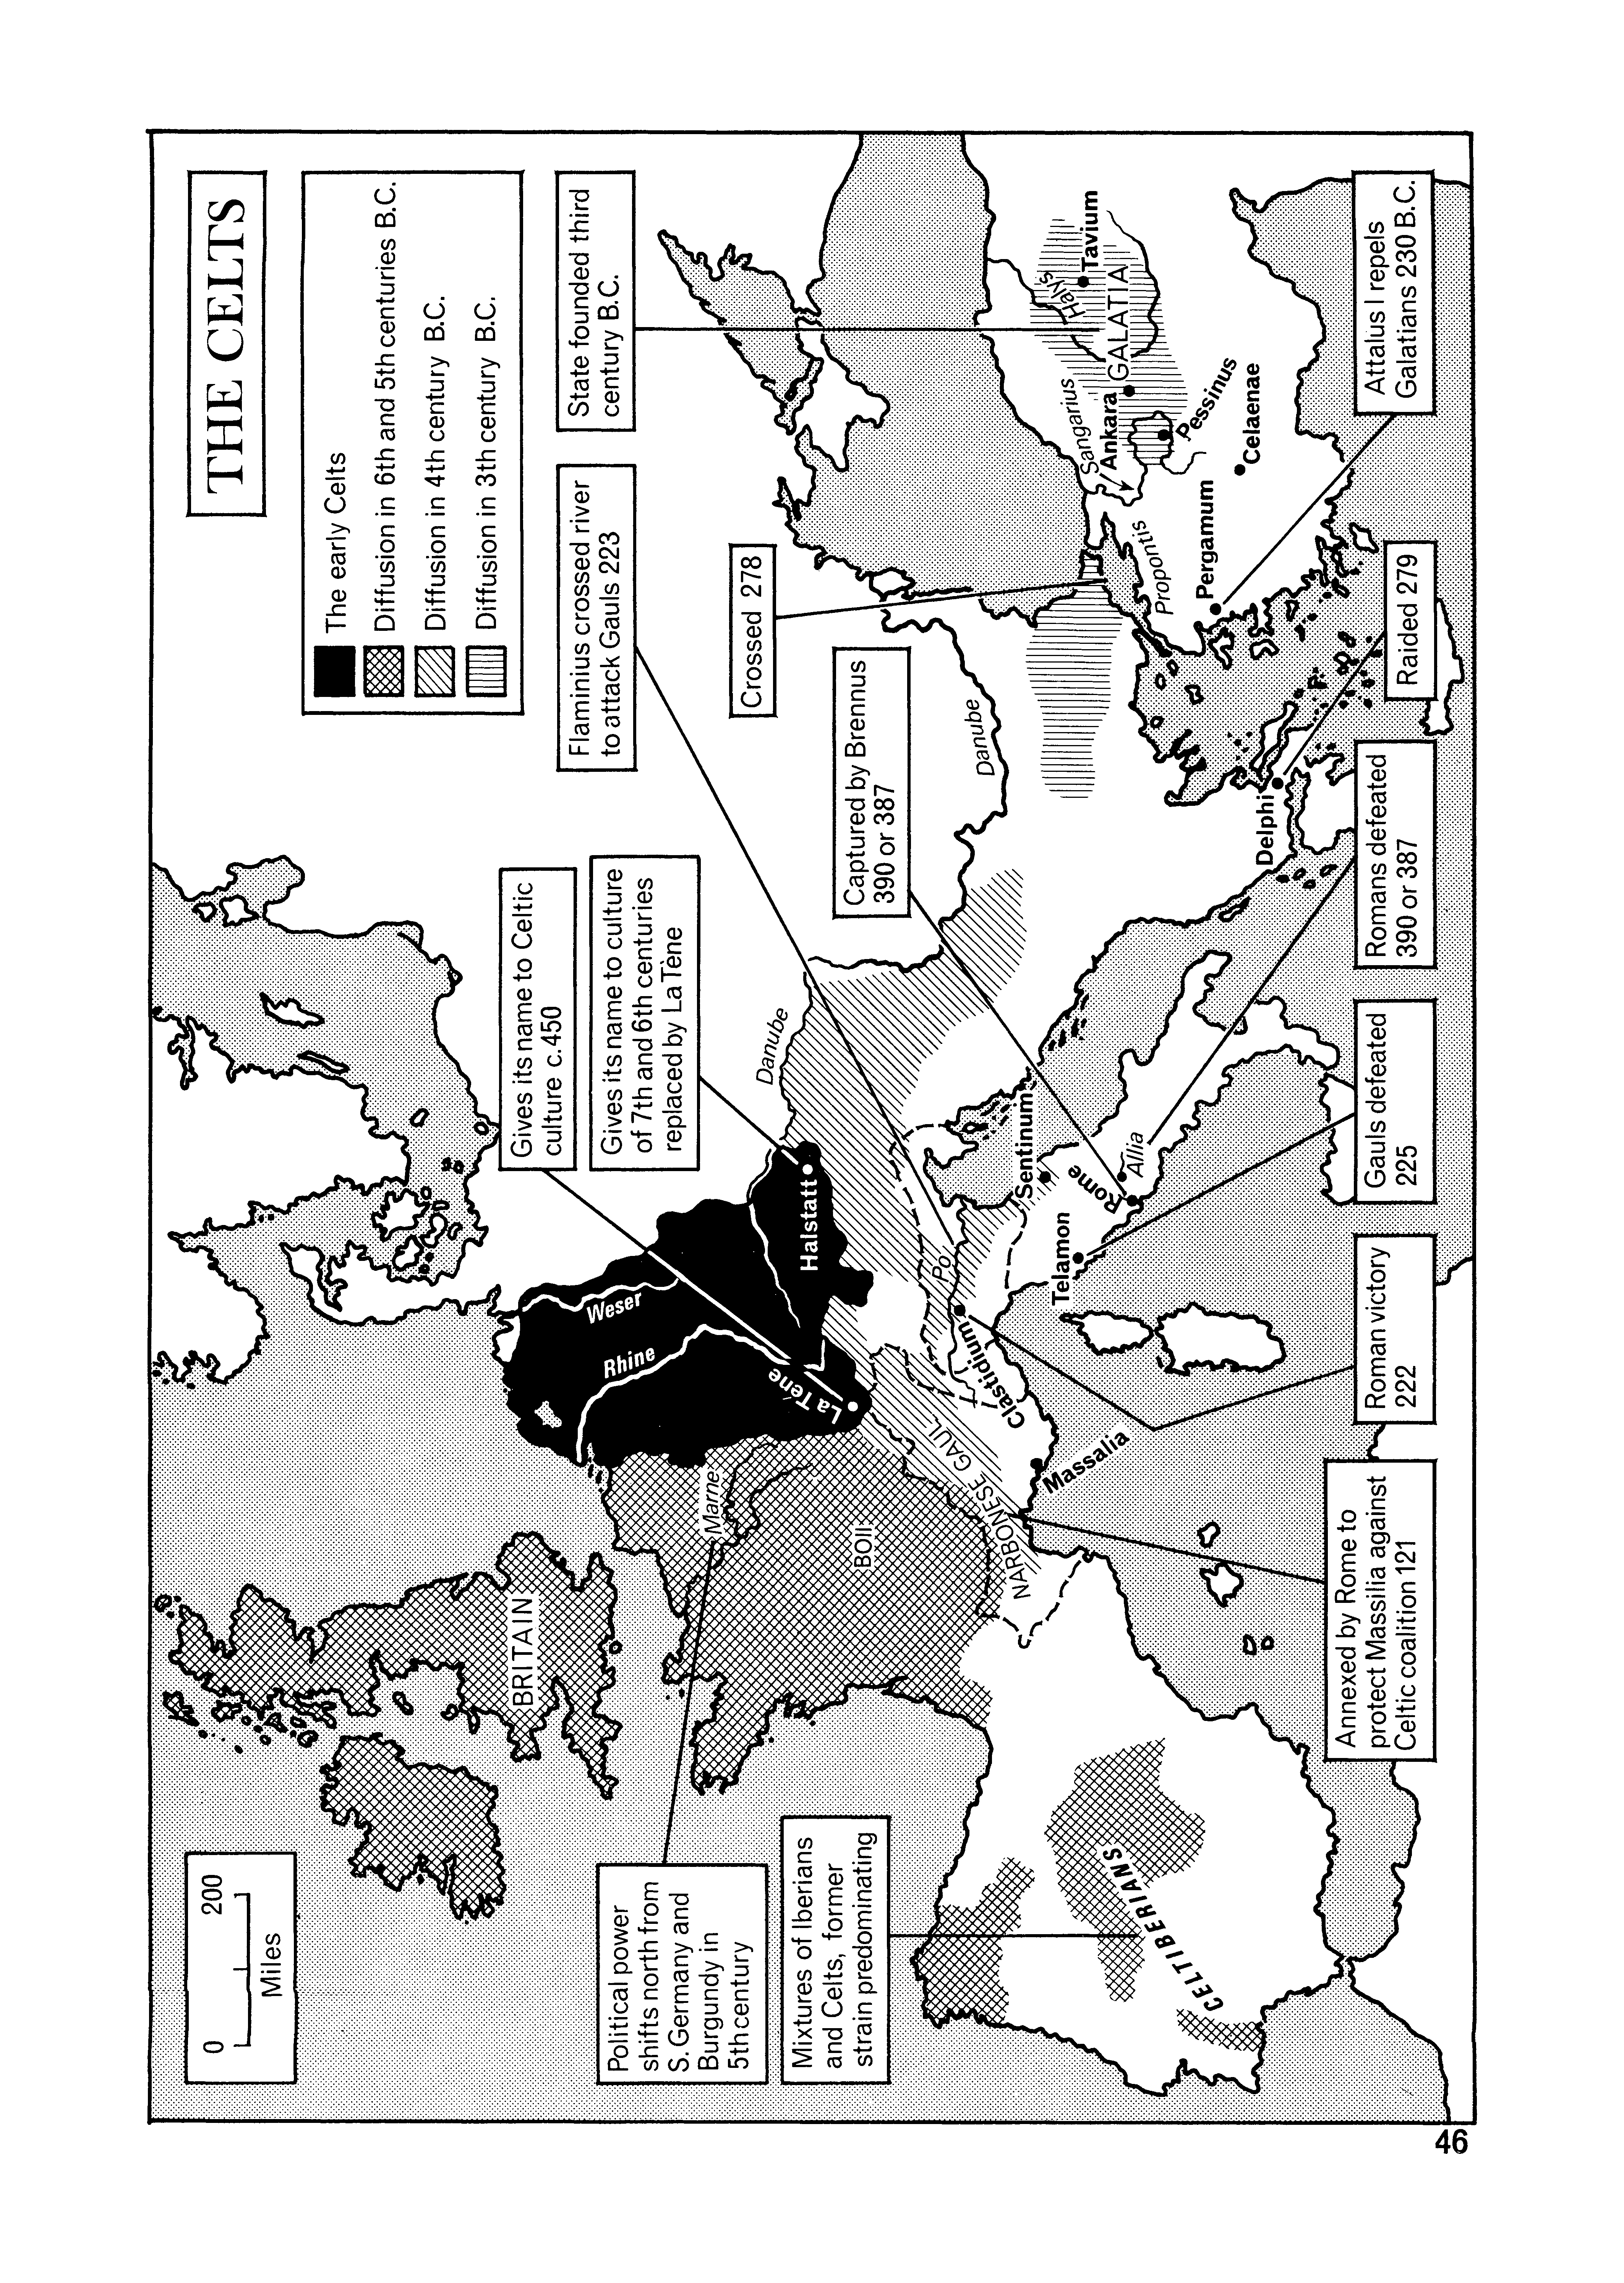 THE CELTS
The early Celts
Diffusion in 6th and 5th centuries B.C.
Diffusion in 4th century B.C.
Diffusion in 3th century B.C.
0 200
Miles
State founded third
century B.C.
Flaminius crossed river
to attack Gauls 223
Crossed 278
Captured by Brennus
390 or 387
Gives its name to Celtic
culture c.450
Gives its name to culture
of 7th and 6th centuries
replaced by La Tène
Political power
shifts north from
S. Germany and
Burgundy in
5th century
Mixtures of Iberians
and Celts, former
strain predominating
Annexed by Rome to
protect Massilia against
Celtic coalition 121
Roman victory
222
Gauls defeated
225
Romans defeated
390 or 387
Raided 279
Attalus I repels
Galatians 230 B.C.
BRITAIN
Weser
Rhine
Marne
La Tène
Halstatt
BOII
Danube
Danube
NARBONESE GAUL
Massalia
Clastidium
Po
Telamon
Sentinum
Rome
Allia
CELTIBERIANS
Delphi
Propontis
Pergamum
Sangarius
Ankara
GALATIA
Halys
Tavium
Pessinus
Celaenae
46